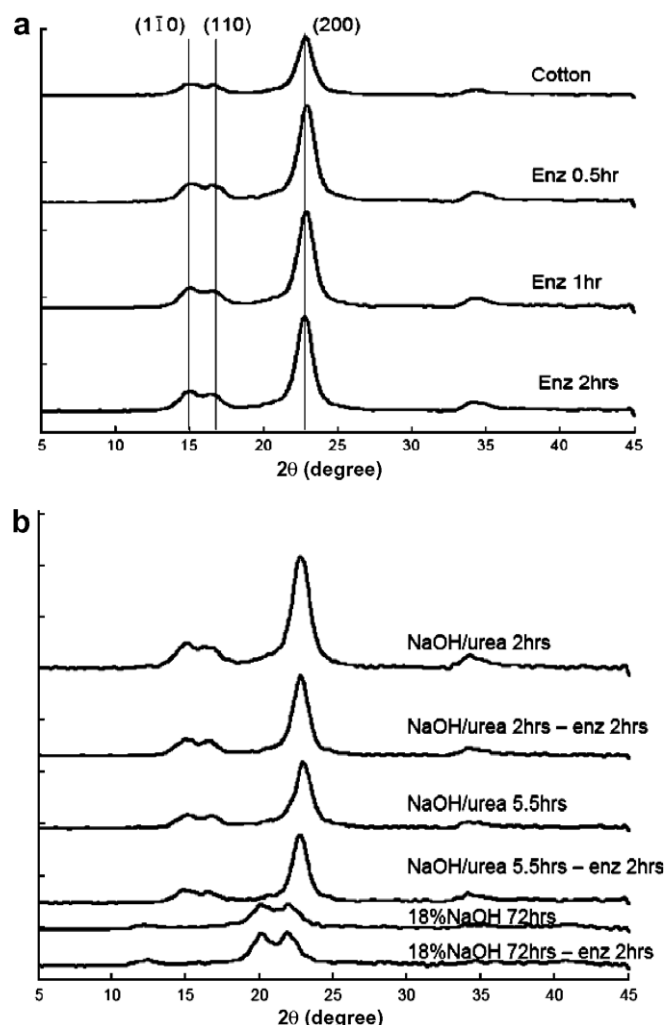 a
(11̄0) (110) (200)
Cotton
Enz 0.5hr
Enz 1hr
Enz 2hrs
5 10 15 20 25 30 35 40 45
2θ (degree)
b
NaOH/urea 2hrs
NaOH/urea 2hrs – enz 2hrs
NaOH/urea 5.5hrs
NaOH/urea 5.5hrs – enz 2hrs
18%NaOH 72hrs
18%NaOH 72hrs – enz 2hrs
5 10 15 20 25 30 35 40 45
2θ (degree)